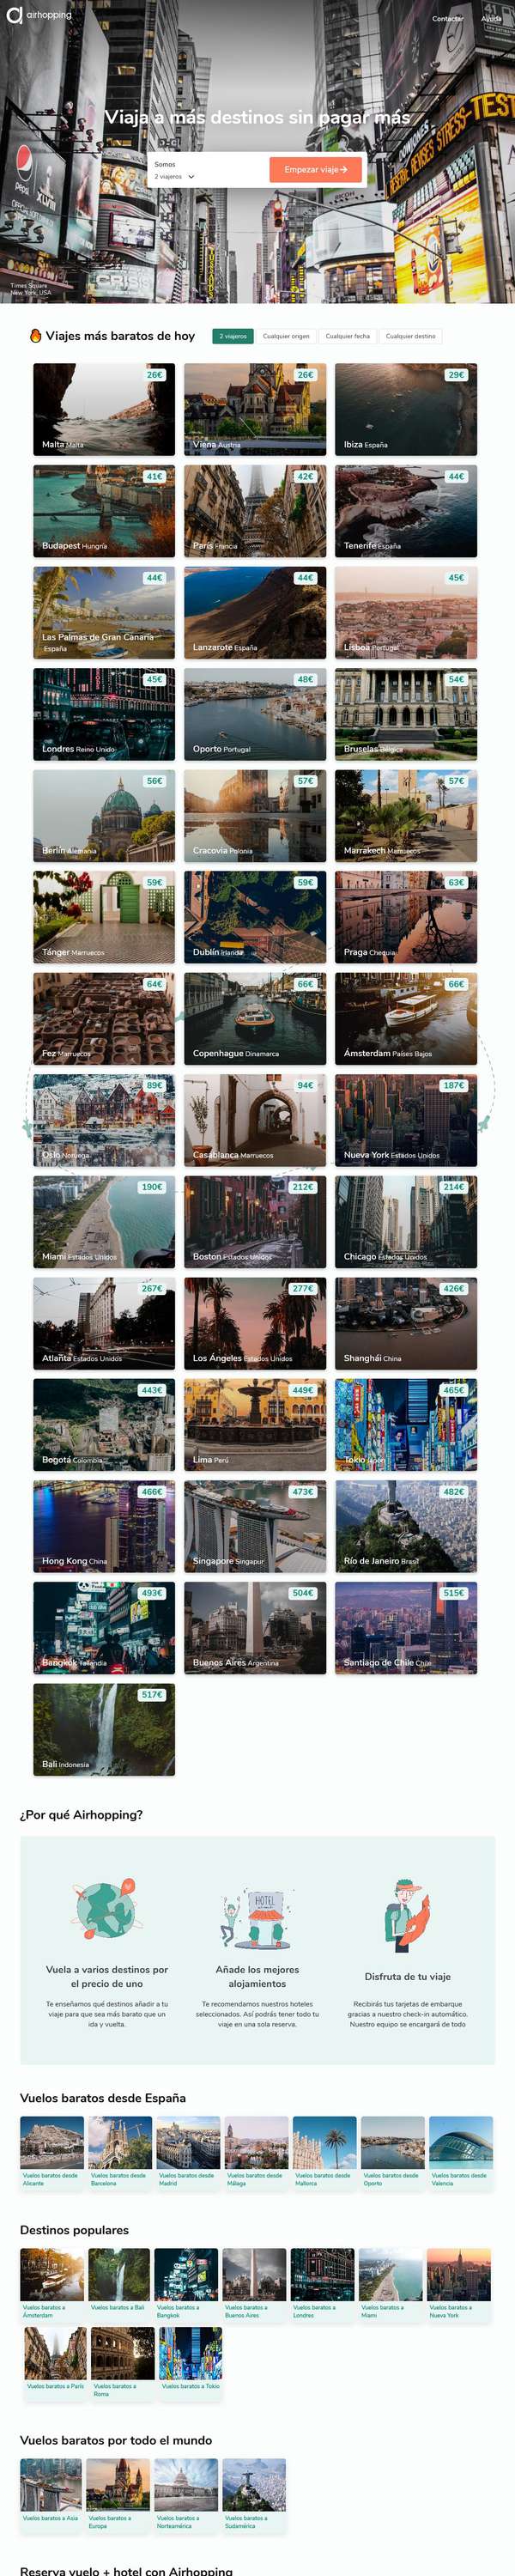 airhopping
Contactar
Ayuda
Viaja a más destinos sin pagar más
Somos
2 viajeros
Empezar viaje
Times Square
New York, USA
Viajes más baratos de hoy
2 viajeros
Cualquier origen
Cualquier fecha
Cualquier destino
26€
Malta Malta
26€
Viena Austria
29€
Ibiza España
41€
Budapest Hungría
42€
París Francia
44€
Tenerife España
44€
Las Palmas de Gran Canaria
España
44€
Lanzarote España
45€
Lisboa Portugal
45€
Londres Reino Unido
48€
Oporto Portugal
54€
Bruselas Bélgica
56€
Berlín Alemania
57€
Cracovia Polonia
57€
Marrakech Marruecos
59€
Tánger Marruecos
59€
Dublín Irlanda
63€
Praga Chequia
64€
Fez Marruecos
66€
Copenhague Dinamarca
66€
Ámsterdam Países Bajos
89€
Oslo Noruega
94€
Casablanca Marruecos
187€
Nueva York Estados Unidos
190€
Miami Estados Unidos
212€
Boston Estados Unidos
214€
Chicago Estados Unidos
267€
Atlanta Estados Unidos
277€
Los Ángeles Estados Unidos
426€
Shanghái China
443€
Bogotá Colombia
449€
Lima Perú
465€
Tokio Japón
466€
Hong Kong China
473€
Singapore Singapur
482€
Río de Janeiro Brasil
493€
Bangkok Tailandia
504€
Buenos Aires Argentina
515€
Santiago de Chile Chile
517€
Bali Indonesia
¿Por qué Airhopping?
HOTEL
Vuela a varios destinos por
el precio de uno
Te enseñamos qué destinos añadir a tu
viaje para que sea más barato que un
ida y vuelta.
Añade los mejores
alojamientos
Te recomendamos nuestros hoteles
seleccionados. Así podrás tener todo tu
viaje en una sola reserva.
Disfruta de tu viaje
Recibirás tus tarjetas de embarque
gracias a nuestro check-in automático.
Nuestro equipo se encargará de todo
Vuelos baratos desde España
Vuelos baratos desde
Alicante
Vuelos baratos desde
Barcelona
Vuelos baratos desde
Madrid
Vuelos baratos desde
Málaga
Vuelos baratos desde
Mallorca
Vuelos baratos desde
Oporto
Vuelos baratos desde
Valencia
Destinos populares
Vuelos baratos a
Ámsterdam
Vuelos baratos a Bali
Vuelos baratos a
Bangkok
Vuelos baratos a
Buenos Aires
Vuelos baratos a
Londres
Vuelos baratos a
Miami
Vuelos baratos a
Nueva York
Vuelos baratos a París
Vuelos baratos a
Roma
Vuelos baratos a Tokio
Vuelos baratos por todo el mundo
Vuelos baratos a Asia
Vuelos baratos a
Europa
Vuelos baratos a
Norteamérica
Vuelos baratos a
Sudamérica
Reserva vuelo + hotel con Airhopping